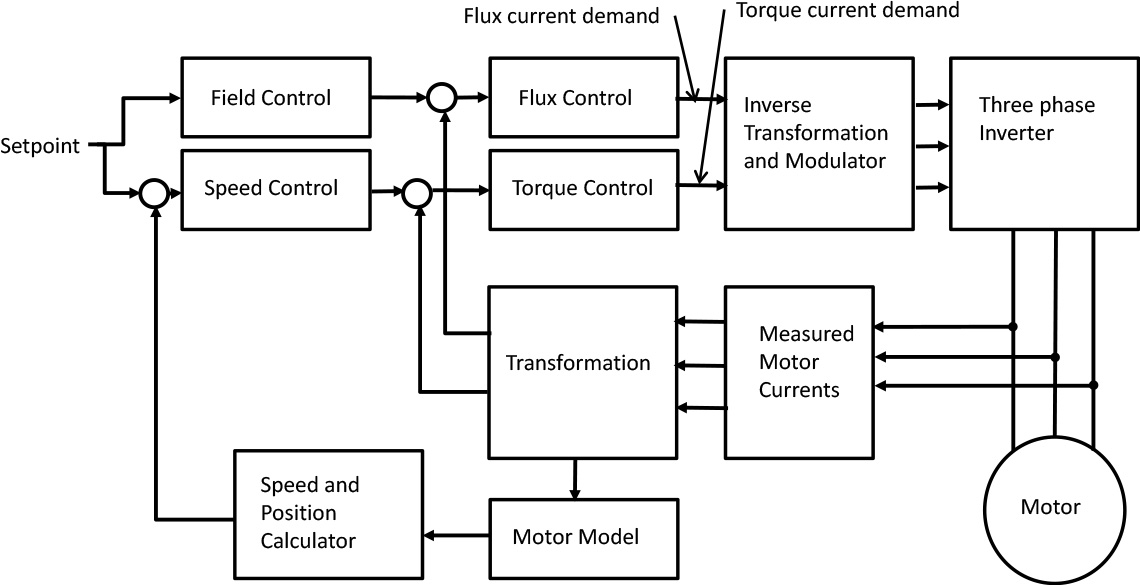 Flux current demand
Torque current demand
Setpoint
Field Control
Flux Control
Inverse
Transformation
and Modulator
Three phase
Inverter
Speed Control
Torque Control
Transformation
Measured
Motor
Currents
Speed and
Position
Calculator
Motor Model
Motor